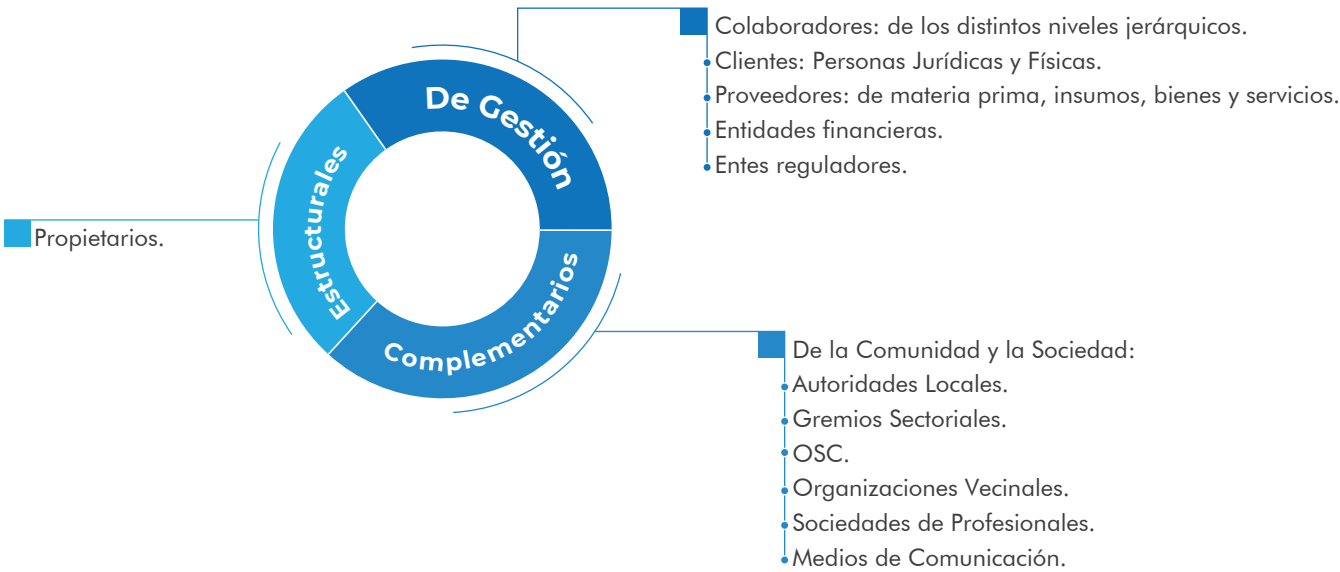 De Gestión
Colaboradores: de los distintos niveles jerárquicos.
Clientes: Personas Jurídicas y Físicas.
Proveedores: de materia prima, insumos, bienes y servicios.
Entidades financieras.
Entes reguladores.
Estructurales
Propietarios.
Complementarios
De la Comunidad y la Sociedad:
Autoridades Locales.
Gremios Sectoriales.
OSC.
Organizaciones Vecinales.
Sociedades de Profesionales.
Medios de Comunicación.